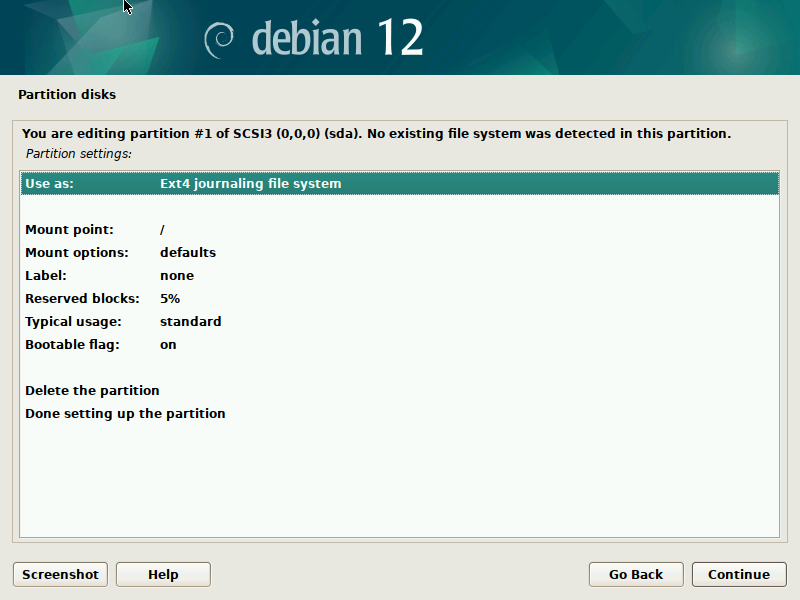 debian 12
Partition disks
You are editing partition #1 of SCSI3 (0,0,0) (sda). No existing file system was detected in this partition.
Partition settings:
Use as: Ext4 journaling file system
Mount point: /
Mount options: defaults
Label: none
Reserved blocks: 5%
Typical usage: standard
Bootable flag: on
Delete the partition
Done setting up the partition
Screenshot Help Go Back Continue